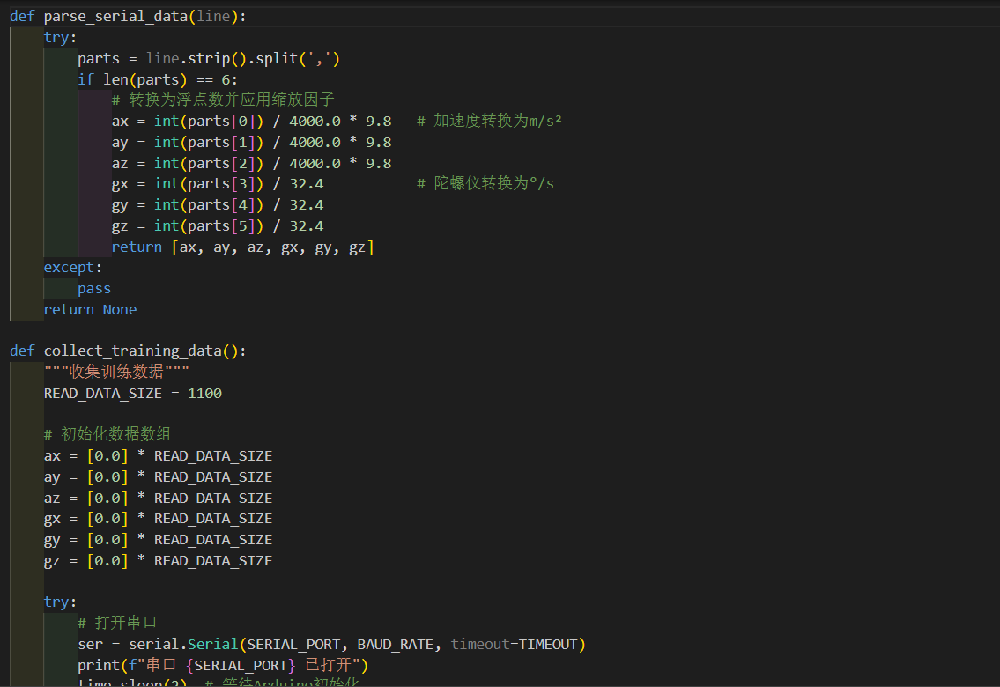 def parse_serial_data(line):
    try:
        parts = line.strip().split(',')
        if len(parts) == 6:
            # 转换为浮点数并应用缩放因子
            ax = int(parts[0]) / 4000.0 * 9.8   # 加速度转换为m/s²
            ay = int(parts[1]) / 4000.0 * 9.8
            az = int(parts[2]) / 4000.0 * 9.8
            gx = int(parts[3]) / 32.4           # 陀螺仪转换为°/s
            gy = int(parts[4]) / 32.4
            gz = int(parts[5]) / 32.4
            return [ax, ay, az, gx, gy, gz]
    except:
        pass
    return None

def collect_training_data():
    """收集训练数据"""
    READ_DATA_SIZE = 1100

    # 初始化数据数组
    ax = [0.0] * READ_DATA_SIZE
    ay = [0.0] * READ_DATA_SIZE
    az = [0.0] * READ_DATA_SIZE
    gx = [0.0] * READ_DATA_SIZE
    gy = [0.0] * READ_DATA_SIZE
    gz = [0.0] * READ_DATA_SIZE

    try:
        # 打开串口
        ser = serial.Serial(SERIAL_PORT, BAUD_RATE, timeout=TIMEOUT)
        print(f"串口 {SERIAL_PORT} 已打开")
        time.sleep(2)  # 等待Arduino初始化